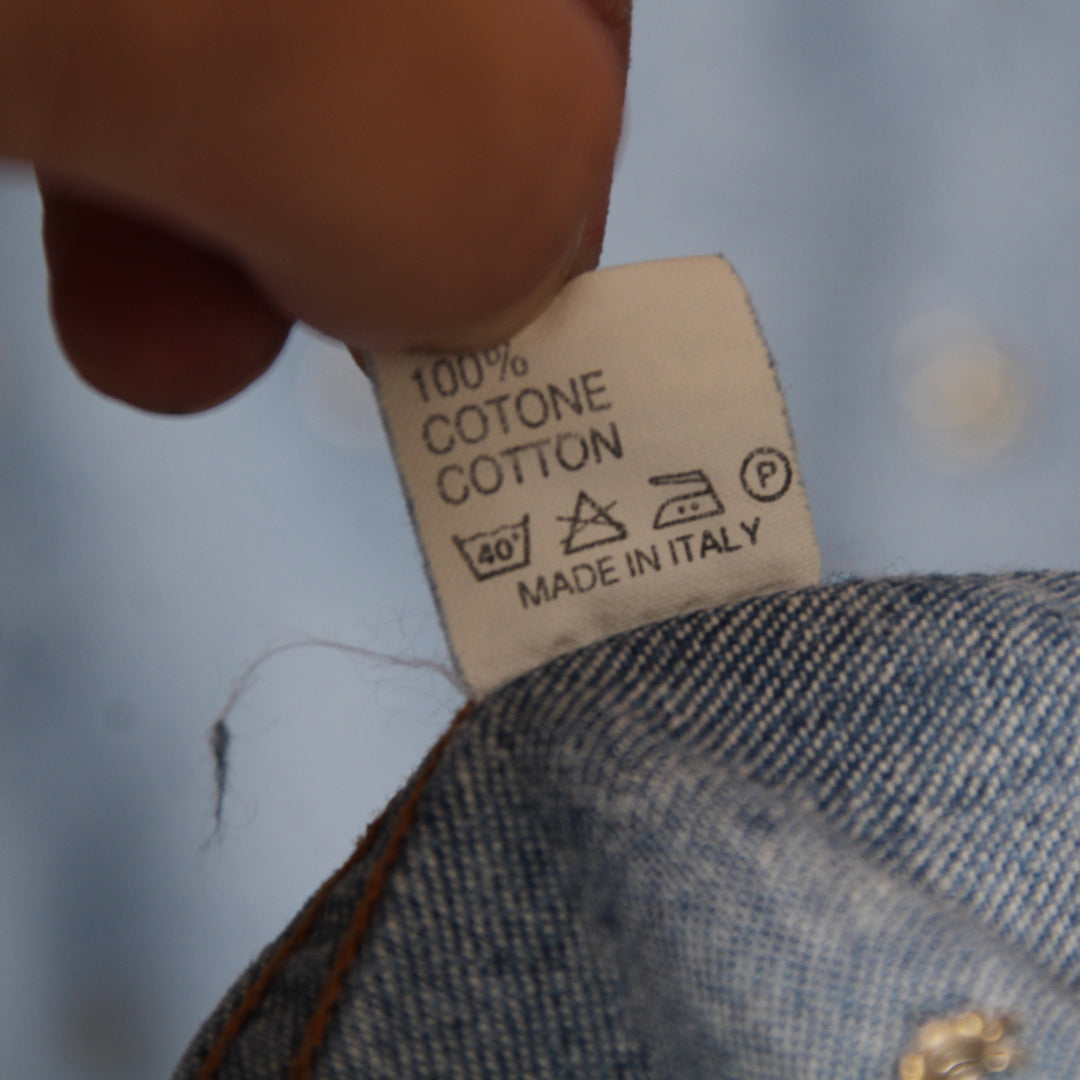 100%
COTONE
COTTON
40° P
MADE IN ITALY